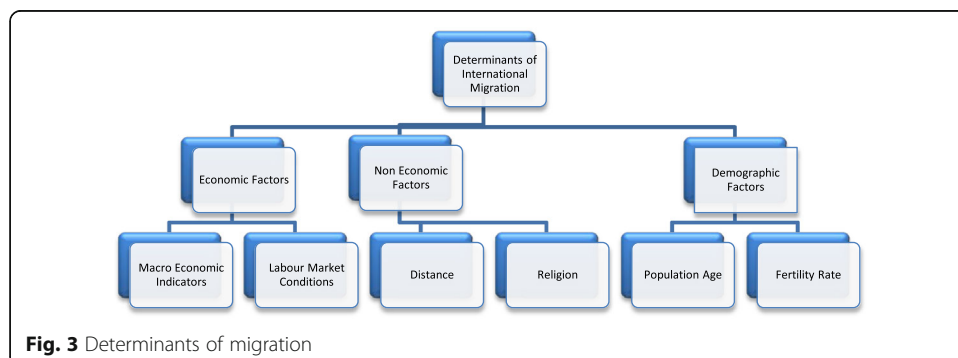 Determinants of
International
Migration
Economic Factors
Non Economic
Factors
Demographic
Factors
Macro Economic
Indicators
Labour Market
Conditions
Distance
Religion
Population Age
Fertility Rate
Fig. 3 Determinants of migration